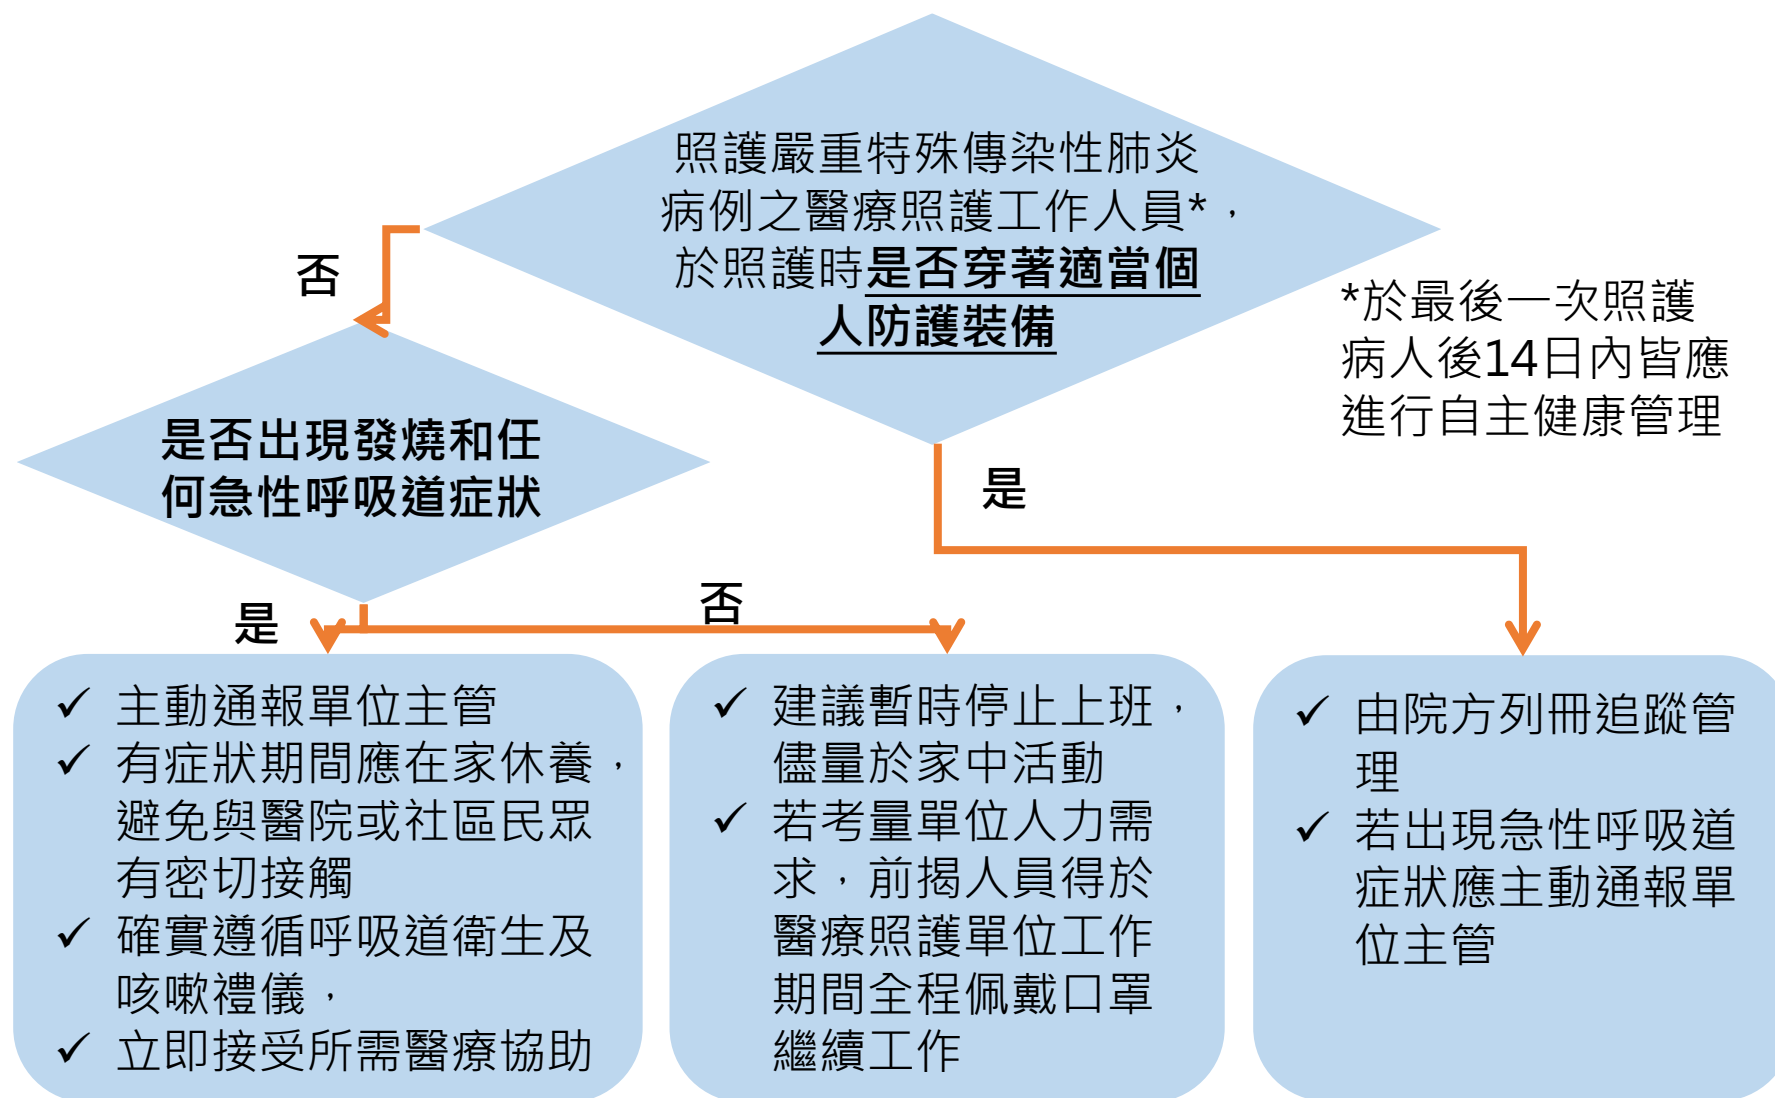 照護嚴重特殊傳染性肺炎
病例之醫療照護工作人員*，
於照護時是否穿著適當個
人防護裝備
否
*於最後一次照護
病人後14日內皆應
進行自主健康管理
是否出現發燒和任
何急性呼吸道症狀
是
是
否
✓ 主動通報單位主管
✓ 有症狀期間應在家休養，
避免與醫院或社區民眾
有密切接觸
✓ 確實遵循呼吸道衛生及
咳嗽禮儀，
✓ 立即接受所需醫療協助
✓ 建議暫時停止上班，
儘量於家中活動
✓ 若考量單位人力需
求，前揭人員得於
醫療照護單位工作
期間全程佩戴口罩
繼續工作
✓ 由院方列冊追蹤管
理
✓ 若出現急性呼吸道
症狀應主動通報單
位主管